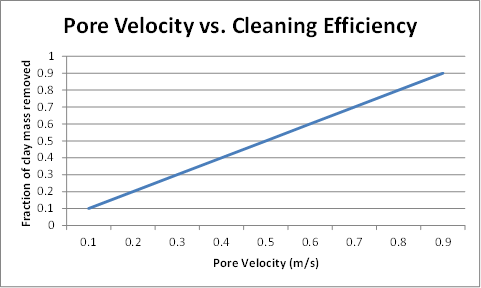 Pore Velocity vs. Cleaning Efficiency
Fraction of clay mass removed
1
0.9
0.8
0.7
0.6
0.5
0.4
0.3
0.2
0.1
0
0.1 0.2 0.3 0.4 0.5 0.6 0.7 0.8 0.9
Pore Velocity (m/s)